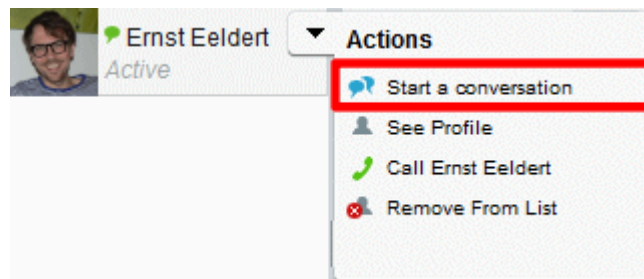 Ernst Eeldert
Active
Actions
Start a conversation
See Profile
Call Ernst Eeldert
Remove From List